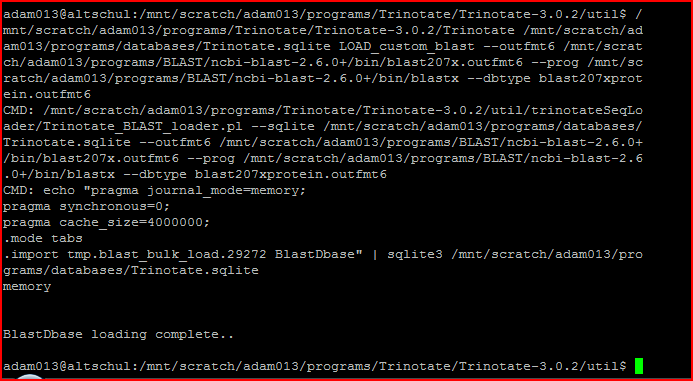 adam013@altschul:/mnt/scratch/adam013/programs/Trinotate/Trinotate-3.0.2/util$ /
mnt/scratch/adam013/programs/Trinotate/Trinotate-3.0.2/Trinotate /mnt/scratch/ad
am013/programs/databases/Trinotate.sqlite LOAD_custom_blast --outfmt6 /mnt/scrat
ch/adam013/programs/BLAST/ncbi-blast-2.6.0+/bin/blast207x.outfmt6 --prog /mnt/sc
ratch/adam013/programs/BLAST/ncbi-blast-2.6.0+/bin/blastx --dbtype blast207xprot
ein.outfmt6
CMD: /mnt/scratch/adam013/programs/Trinotate/Trinotate-3.0.2/util/trinotateSeqLo
ader/Trinotate_BLAST_loader.pl --sqlite /mnt/scratch/adam013/programs/databases/
Trinotate.sqlite --outfmt6 /mnt/scratch/adam013/programs/BLAST/ncbi-blast-2.6.0+
/bin/blast207x.outfmt6 --prog /mnt/scratch/adam013/programs/BLAST/ncbi-blast-2.6
.0+/bin/blastx --dbtype blast207xprotein.outfmt6
CMD: echo "pragma journal_mode=memory;
pragma synchronous=0;
pragma cache_size=4000000;
.mode tabs
.import tmp.blast_bulk_load.29272 BlastDbase" | sqlite3 /mnt/scratch/adam013/pro
grams/databases/Trinotate.sqlite
memory
BlastDbase loading complete..
adam013@altschul:/mnt/scratch/adam013/programs/Trinotate/Trinotate-3.0.2/util$